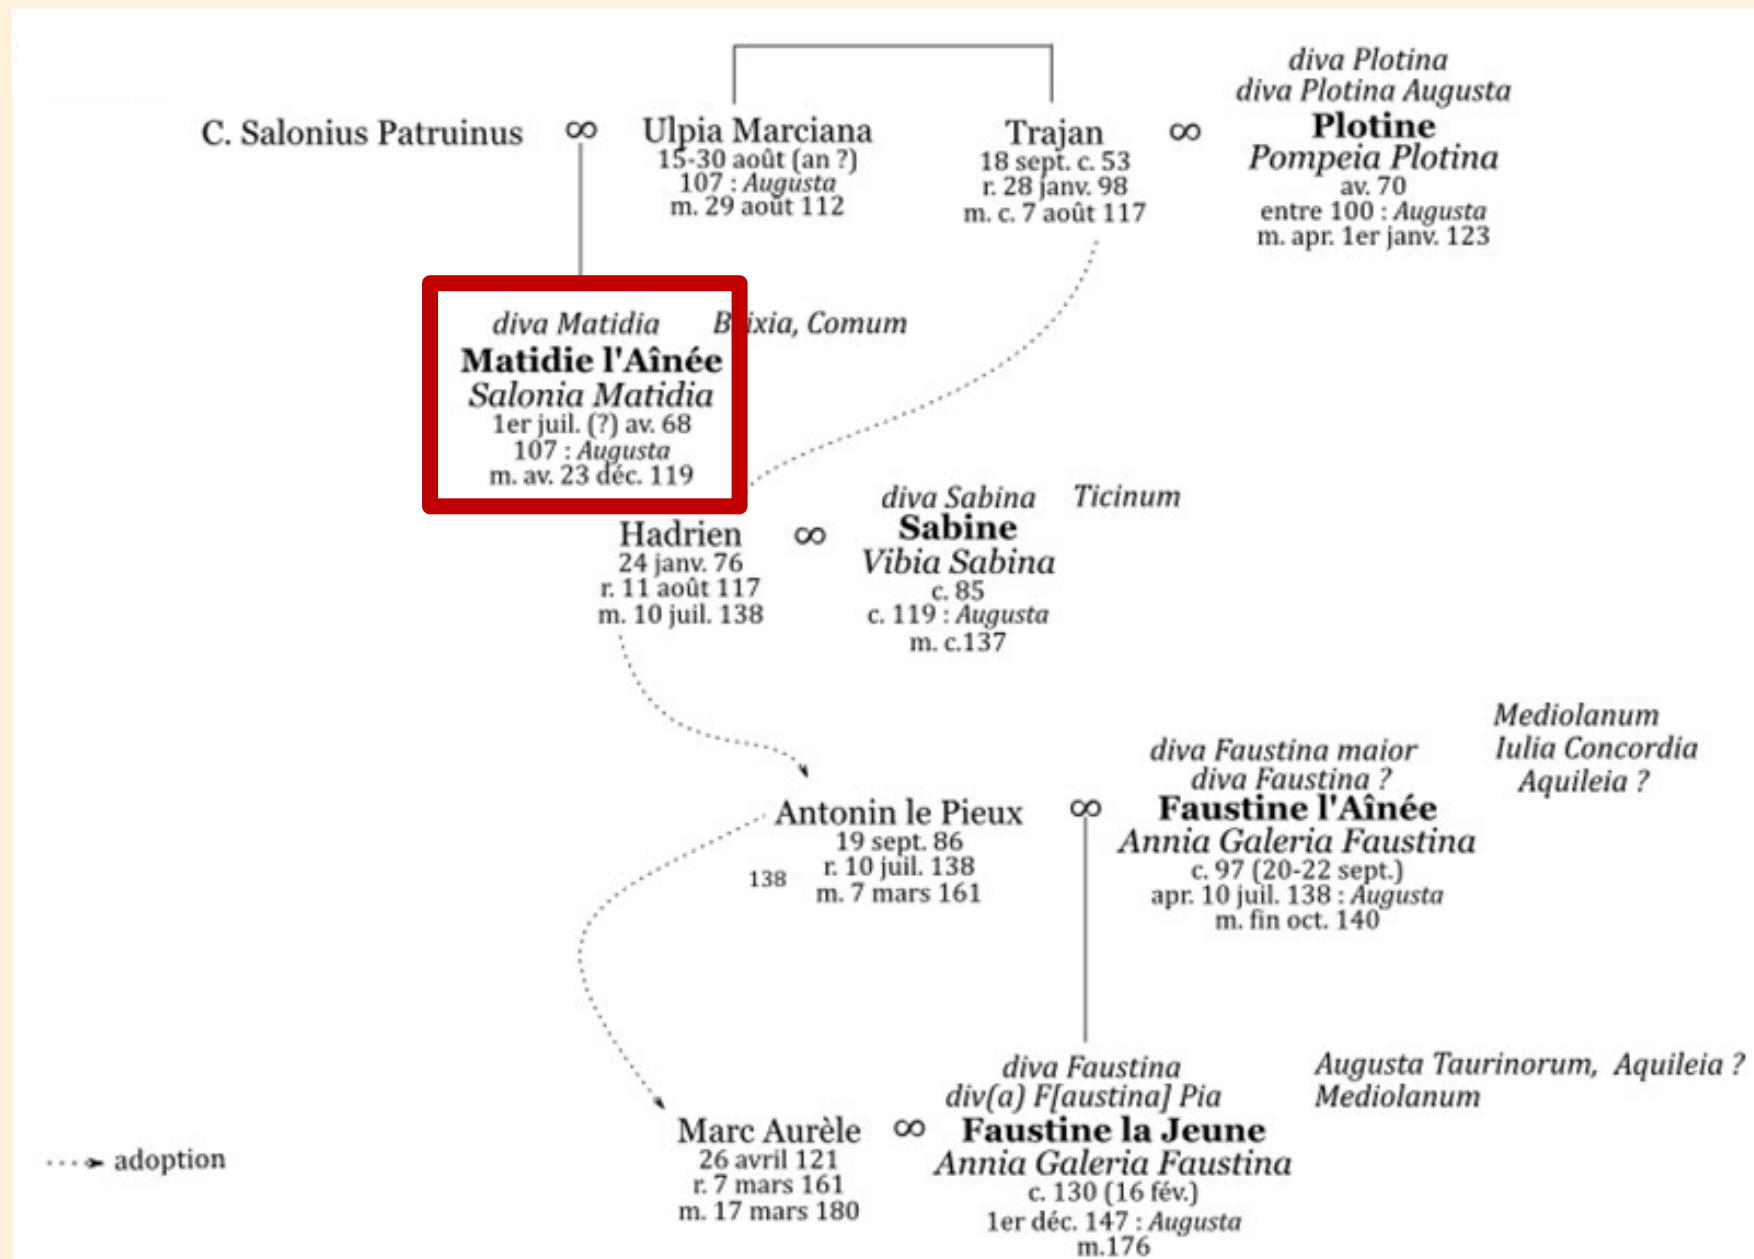 diva Plotina
diva Plotina Augusta
C. Salonius Patruinus ∞ Ulpia Marciana
15-30 août (an ?)
107 : Augusta
m. 29 août 112
Trajan ∞ Plotine
18 sept. c. 53
r. 28 janv. 98
m. c. 7 août 117
Pompeia Plotina
av. 70
entre 100 : Augusta
m. apr. 1er janv. 123
diva Matidia
Matidie l'Aînée
Salonia Matidia
1er juil. (?) av. 68
107 : Augusta
m. av. 23 déc. 119
Comum
Hadrien ∞
24 janv. 76
r. 11 août 117
m. 10 juil. 138
diva Sabina Ticinum
Sabine
Vibia Sabina
c. 85
c. 119 : Augusta
m. c.137
Antonin le Pieux ∞
19 sept. 86
r. 10 juil. 138
m. 7 mars 161
138
diva Faustina maior
diva Faustina ?
Faustine l'Aînée
Annia Galeria Faustina
c. 97 (20-22 sept.)
apr. 10 juil. 138 : Augusta
m. fin oct. 140
Mediolanum
Iulia Concordia
Aquileia ?
Marc Aurèle ∞
26 avril 121
r. 7 mars 161
m. 17 mars 180
diva Faustina
div(a) F[austina] Pia
Faustine la Jeune
Annia Galeria Faustina
c. 130 (16 fév.)
1er déc. 147 : Augusta
m.176
Augusta Taurinorum, Aquileia ?
Mediolanum
adoption